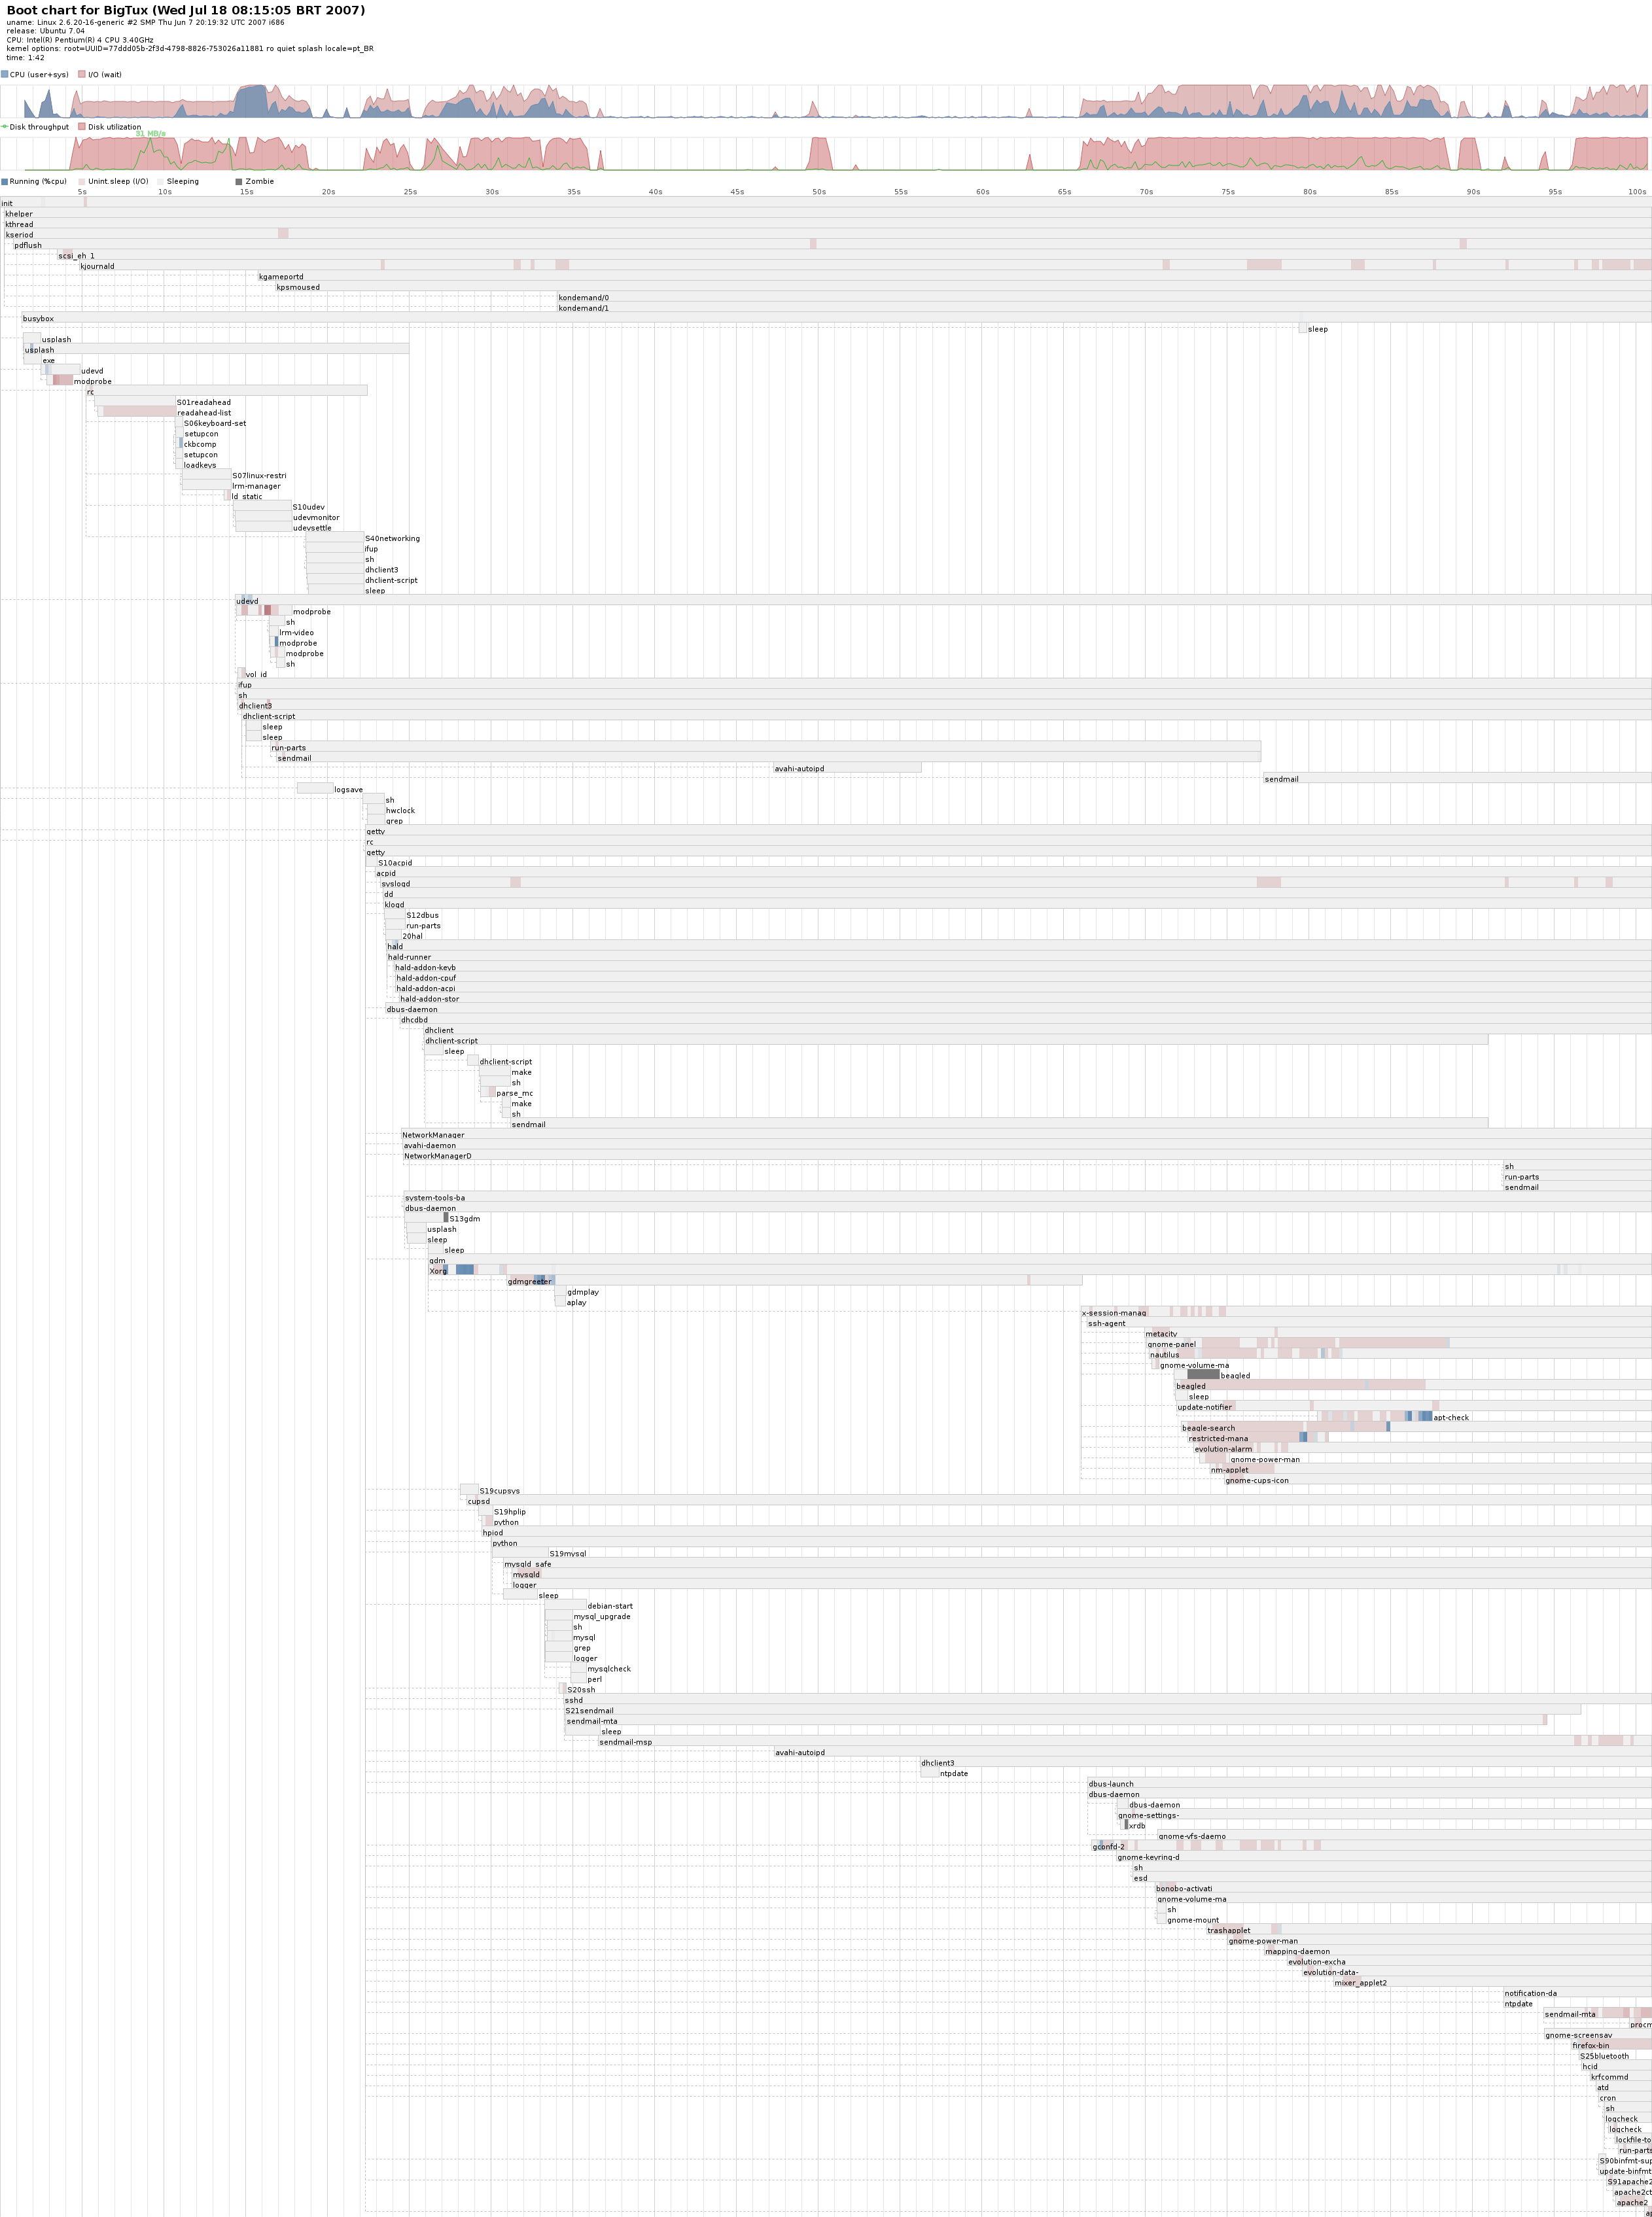 Boot chart for BigTux (Wed Jul 18 08:15:05 BRT 2007)
uname: Linux 2.6.20-16-generic #2 SMP Thu Jun 7 20:19:32 UTC 2007 i686
release: Ubuntu 7.04
CPU: Intel(R) Pentium(R) 4 CPU 3.40GHz
kernel options: root=UUID=77ddd05b-2f3d-4798-8826-753026a11881 ro quiet splash locale=pt_BR
time: 1:42
CPU (user+sys) I/O (wait)
Disk throughput Disk utilization 31 MB/s
Running (%cpu) Unint.sleep (I/O) Sleeping Zombie
5s 10s 15s 20s 25s 30s 35s 40s 45s 50s 55s 60s 65s 70s 75s 80s 85s 90s 95s 100s
init
khelper
kthread
kseriod
pdflush
scsi_eh_1
kjournald
kgameportd
kpsmoused
kondemand/0
kondemand/1
busybox
sleep
usplash
usplash
exe
udevd
modprobe
rc
S01readahead
readahead-list
S06keyboard-set
setupcon
ckbcomp
setupcon
loadkeys
S07linux-restri
lrm-manager
ld_static
S10udev
udevmonitor
udevsettle
S40networking
ifup
sh
dhclient3
dhclient-script
sleep
udevd
modprobe
sh
lrm-video
modprobe
modprobe
sh
vol_id
ifup
sh
dhclient3
dhclient-script
sleep
sleep
run-parts
sendmail
avahi-autoipd
sendmail
logsave
sh
hwclock
grep
getty
rc
getty
S10acpid
acpid
syslogd
dd
klogd
S12dbus
run-parts
20hal
hald
hald-runner
hald-addon-keyb
hald-addon-cpuf
hald-addon-acpi
hald-addon-stor
dbus-daemon
dhcdbd
dhclient
dhclient-script
sleep
dhclient-script
make
sh
parse_mc
make
sh
sendmail
NetworkManager
avahi-daemon
NetworkManagerD
sh
run-parts
sendmail
system-tools-ba
dbus-daemon
S13gdm
usplash
sleep
sleep
gdm
Xorg
gdmgreeter
gdmplay
aplay
x-session-manag
ssh-agent
metacity
gnome-panel
nautilus
gnome-volume-ma
beagled
beagled
sleep
update-notifier
apt-check
beagle-search
restricted-mana
evolution-alarm
gnome-power-man
nm-applet
gnome-cups-icon
S19cupsys
cupsd
S19hplip
python
hpiod
python
S19mysql
mysqld_safe
mysqld
logger
sleep
debian-start
mysql_upgrade
sh
mysql
grep
logger
mysqlcheck
perl
S20ssh
sshd
S21sendmail
sendmail-mta
sleep
sendmail-msp
avahi-autoipd
dhclient3
ntpdate
dbus-launch
dbus-daemon
dbus-daemon
gnome-settings-
xrdb
gnome-vfs-daemo
gconfd-2
gnome-keyring-d
sh
esd
bonobo-activati
gnome-volume-ma
sh
gnome-mount
trashapplet
gnome-power-man
mapping-daemon
evolution-excha
evolution-data-
mixer_applet2
notification-da
ntpdate
sendmail-mta
procm
gnome-screensav
firefox-bin
S25bluetooth
hcid
krfcommd
atd
cron
sh
logcheck
logcheck
lockfile-to
run-parts
S90binfmt-sup
update-binfmt
S91apache2
apache2ct
apache2